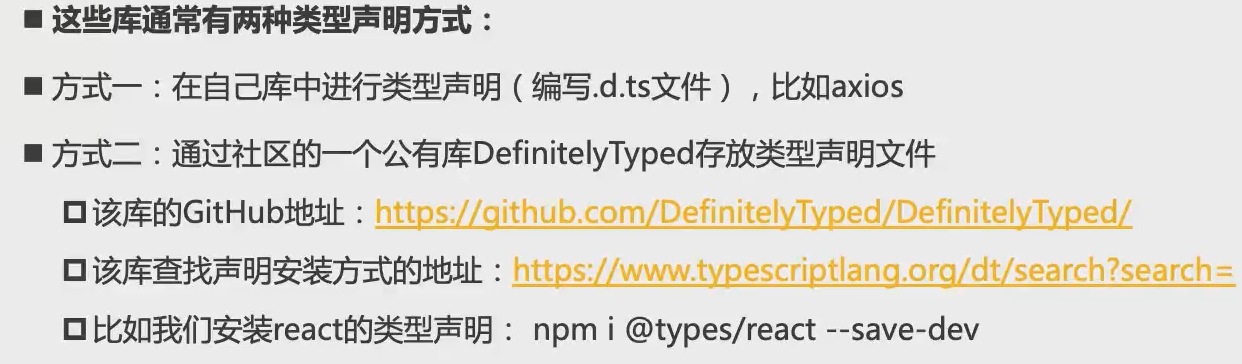 ■ 这些库通常有两种类型声明方式：
■ 方式一：在自己库中进行类型声明（编写.d.ts文件），比如axios
■ 方式二：通过社区的一个公有库DefinitelyTyped存放类型声明文件
□ 该库的GitHub地址：https://github.com/DefinitelyTyped/DefinitelyTyped/
□ 该库查找声明安装方式的地址：https://www.typescriptlang.org/dt/search?search=
□ 比如我们安装react的类型声明： npm i @types/react --save-dev